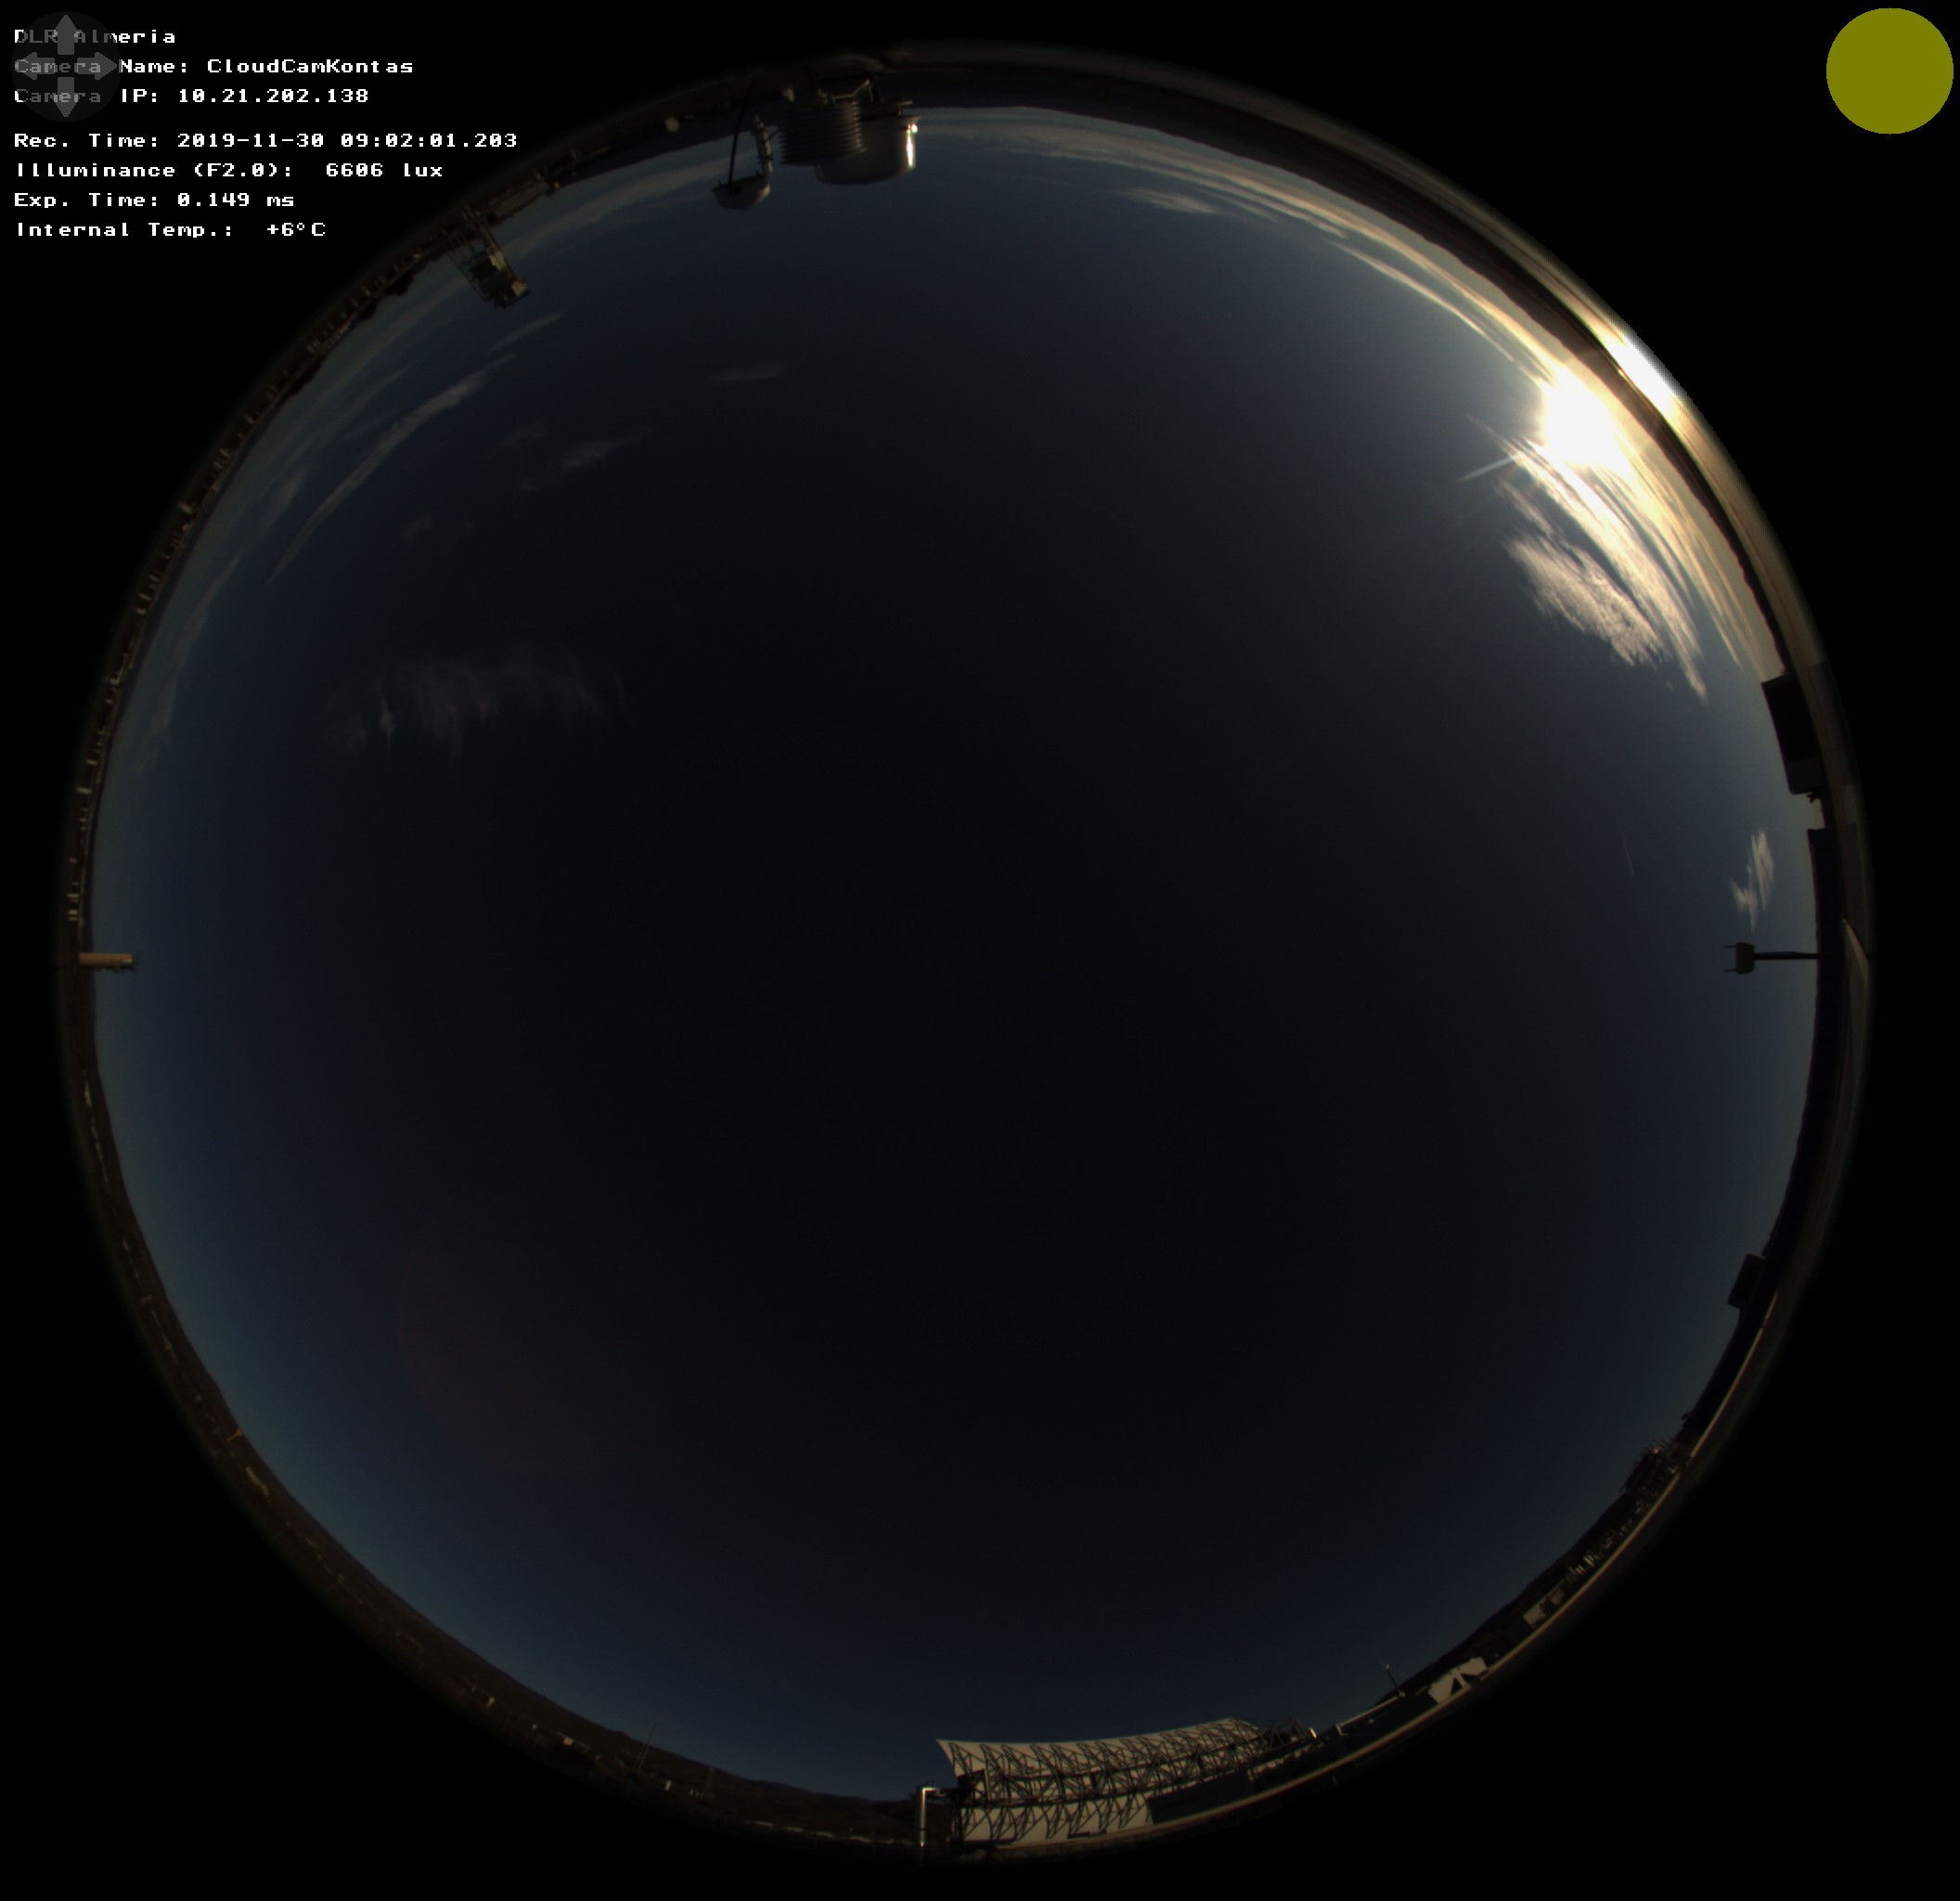 DLR Almeria
Camera Name: CloudCamKontas
Camera IP: 10.21.202.138
Rec. Time: 2019-11-30 09:02:01.203
Illuminance (F2.0): 6606 lux
Exp. Time: 0.149 ms
Internal Temp.: +6°C